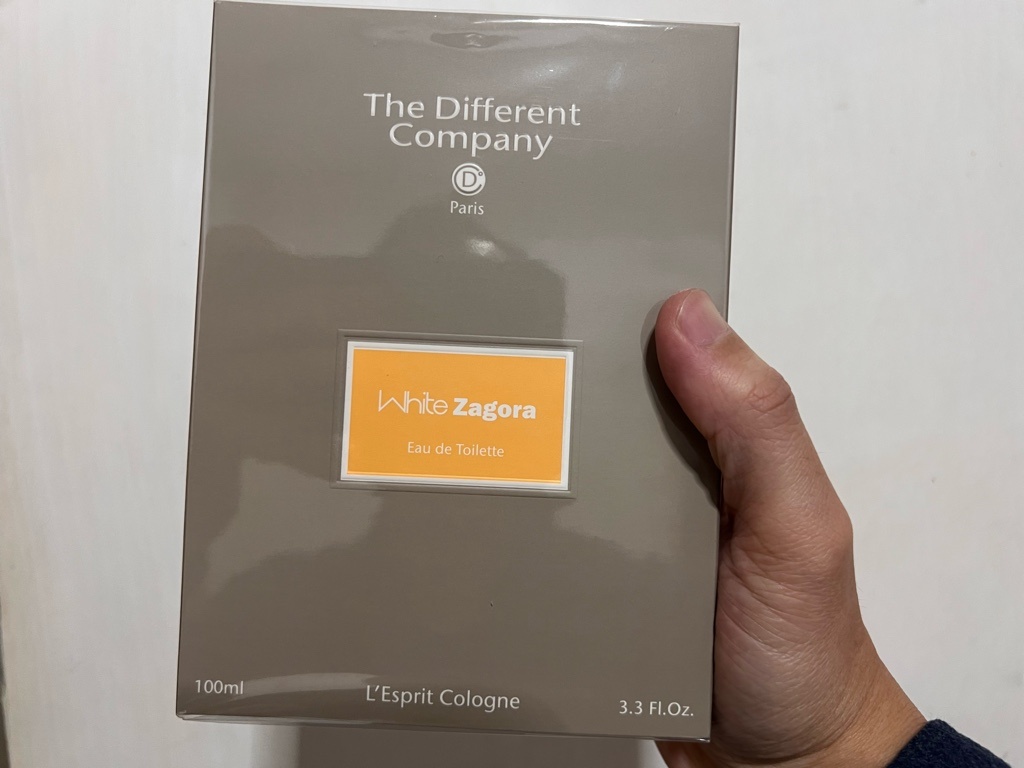 The Different
Company
D
Paris
White Zagora
Eau de Toilette
100ml
L'Esprit Cologne
3.3 Fl.Oz.